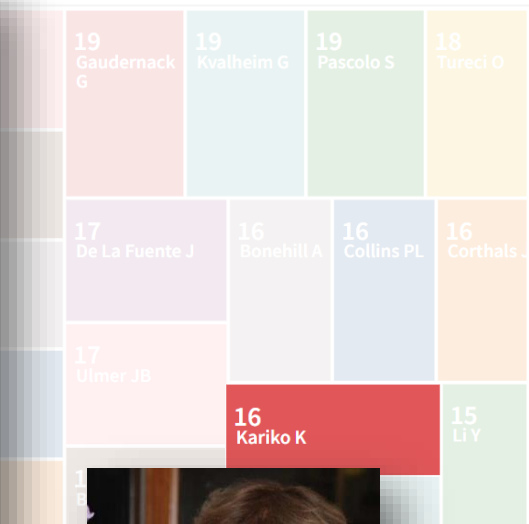 19
Gaudernack
G
19
Kvalheim G
19
Pascolo S
18
Tureci O
17
De La Fuente J
16
Bonehill A
16
Collins PL
16
Corthals J
17
Ulmer JB
16
Kariko K
15
Li Y